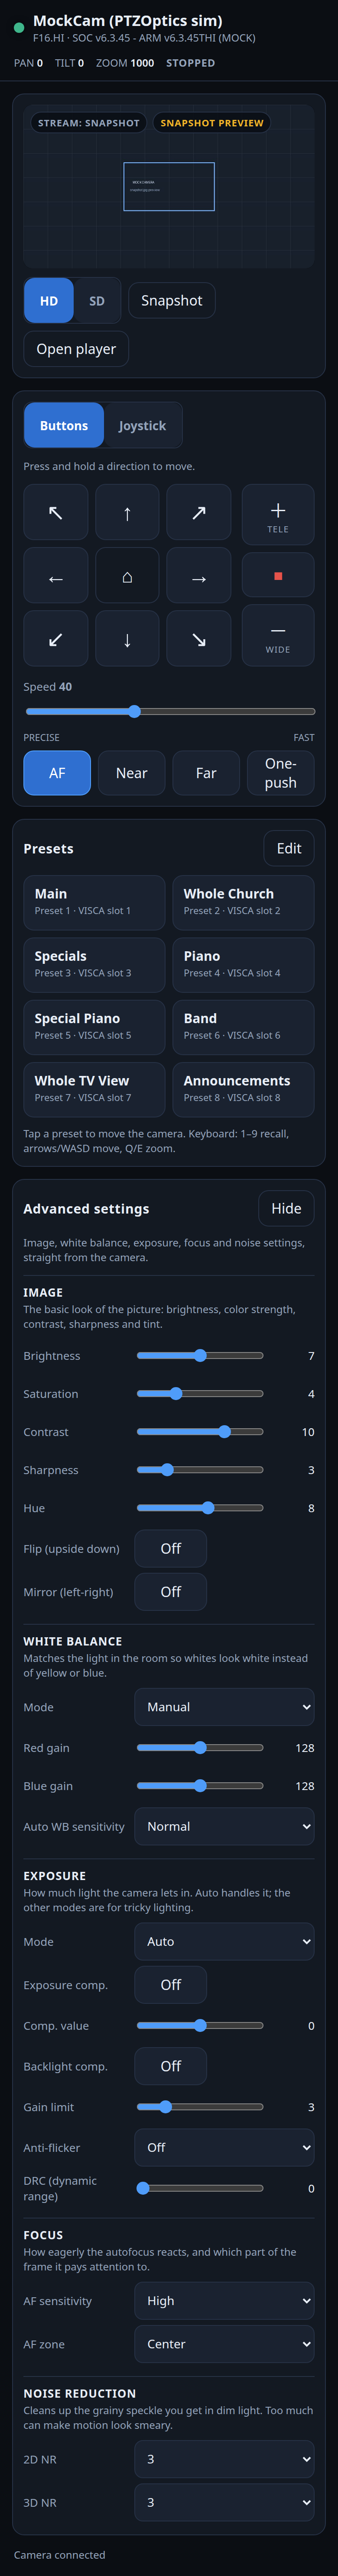 MockCam (PTZOptics sim)
F16.HI · SOC v6.3.45 - ARM v6.3.45THI (MOCK)
PAN 0 TILT 0 ZOOM 1000 STOPPED
STREAM: SNAPSHOT SNAPSHOT PREVIEW
HD SD Snapshot
Open player
Buttons Joystick
Press and hold a direction to move.
↖ ↑ ↗ +
TELE
← ⌂ → ■
↙ ↓ ↘ −
WIDE
Speed 40
PRECISE FAST
AF Near Far One-
push
Presets Edit
Main Whole Church
Preset 1 · VISCA slot 1 Preset 2 · VISCA slot 2
Specials Piano
Preset 3 · VISCA slot 3 Preset 4 · VISCA slot 4
Special Piano Band
Preset 5 · VISCA slot 5 Preset 6 · VISCA slot 6
Whole TV View Announcements
Preset 7 · VISCA slot 7 Preset 8 · VISCA slot 8
Tap a preset to move the camera. Keyboard: 1–9 recall,
arrows/WASD move, Q/E zoom.
Advanced settings Hide
Image, white balance, exposure, focus and noise settings,
straight from the camera.
IMAGE
The basic look of the picture: brightness, color strength,
contrast, sharpness and tint.
Brightness 7
Saturation 4
Contrast 10
Sharpness 3
Hue 8
Flip (upside down) Off
Mirror (left-right) Off
WHITE BALANCE
Matches the light in the room so whites look white instead
of yellow or blue.
Mode Manual
Red gain 128
Blue gain 128
Auto WB sensitivity Normal
EXPOSURE
How much light the camera lets in. Auto handles it; the
other modes are for tricky lighting.
Mode Auto
Exposure comp. Off
Comp. value 0
Backlight comp. Off
Gain limit 3
Anti-flicker Off
DRC (dynamic
range) 0
FOCUS
How eagerly the autofocus reacts, and which part of the
frame it pays attention to.
AF sensitivity High
AF zone Center
NOISE REDUCTION
Cleans up the grainy speckle you get in dim light. Too much
can make motion look smeary.
2D NR 3
3D NR 3
Camera connected